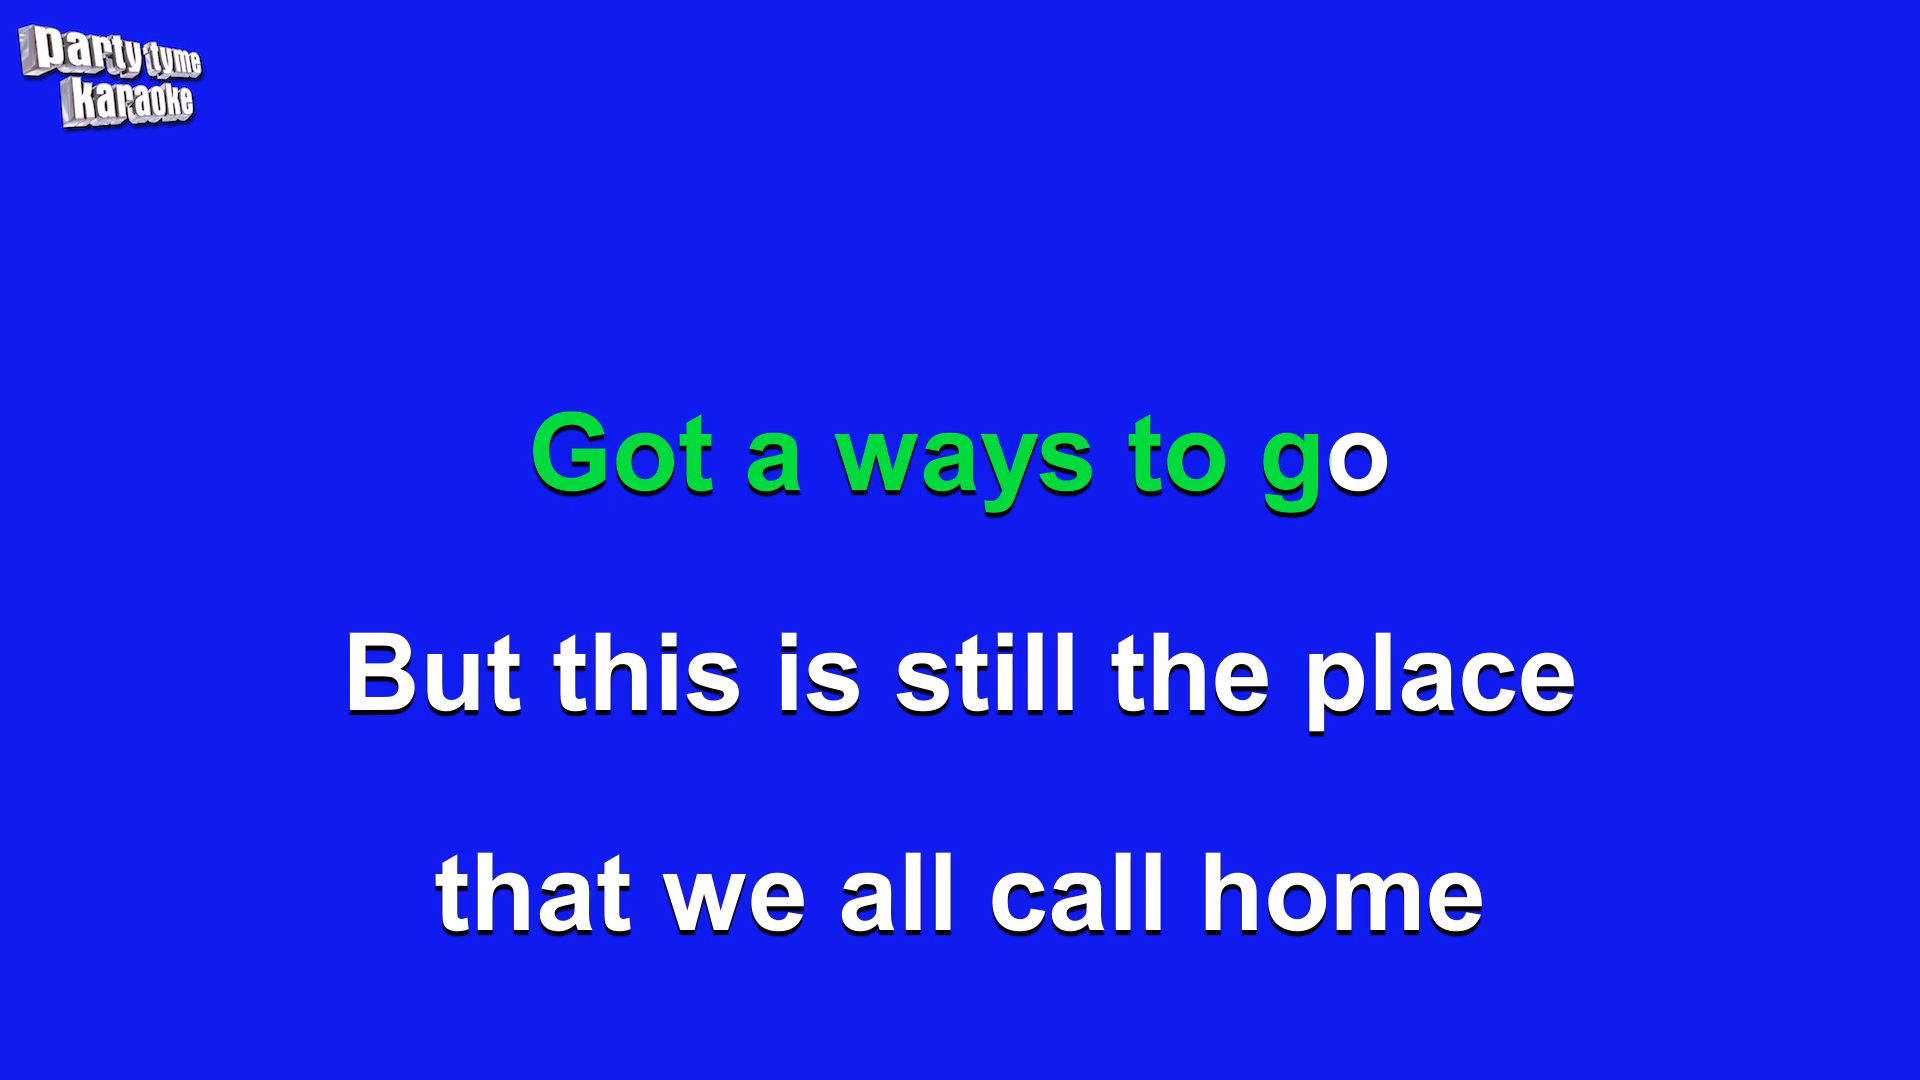 party tyme
karaoke
Got a ways to go
But this is still the place
that we all call home